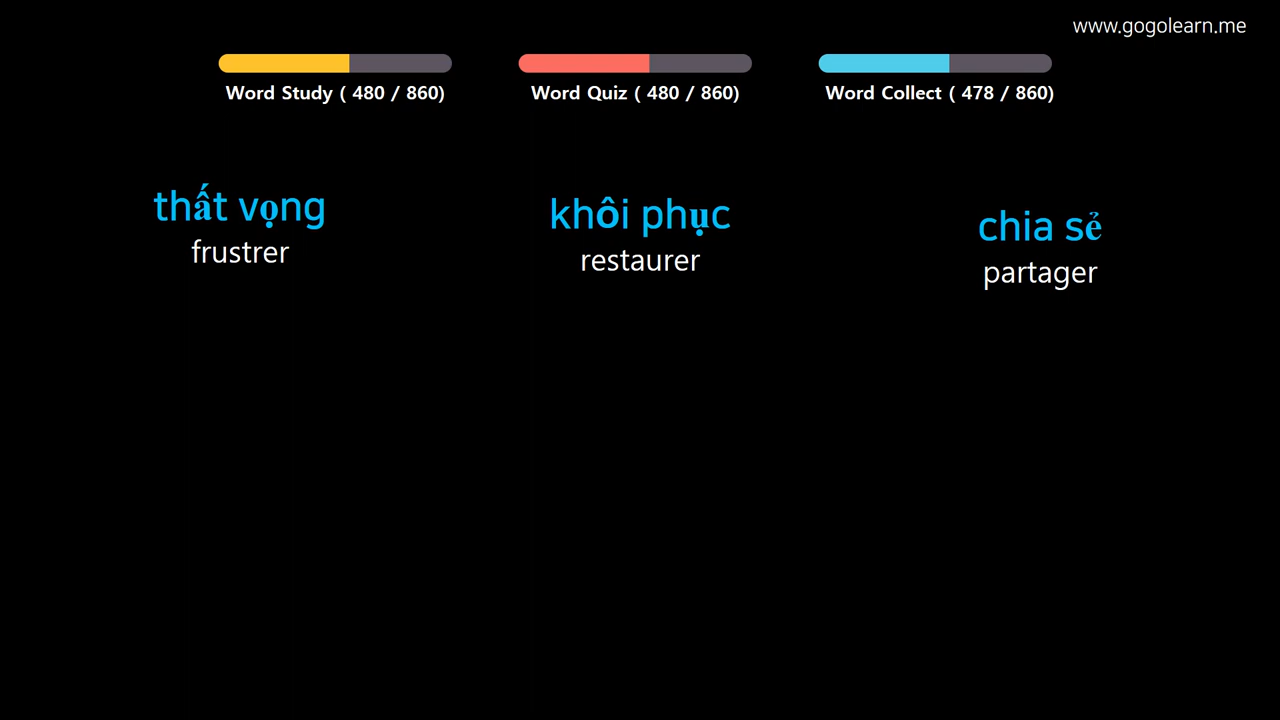 www.gogolearn.me
Word Study ( 480 / 860)
Word Quiz ( 480 / 860)
Word Collect ( 478 / 860)
thất vọng
frustrer
khôi phục
restaurer
chia sẻ
partager